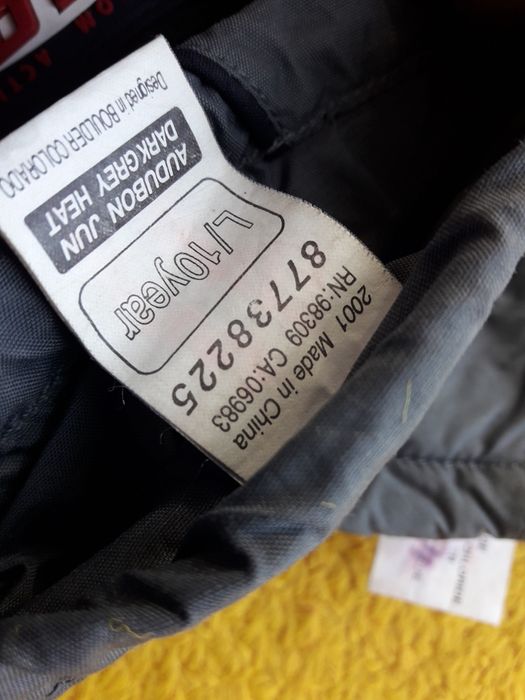 Designed in BOULDER COLORADO
AUDUBON JUN
DARK GREY HEAT
L/10year
87738225
RN:98309 CA:06983
2001 Made in China